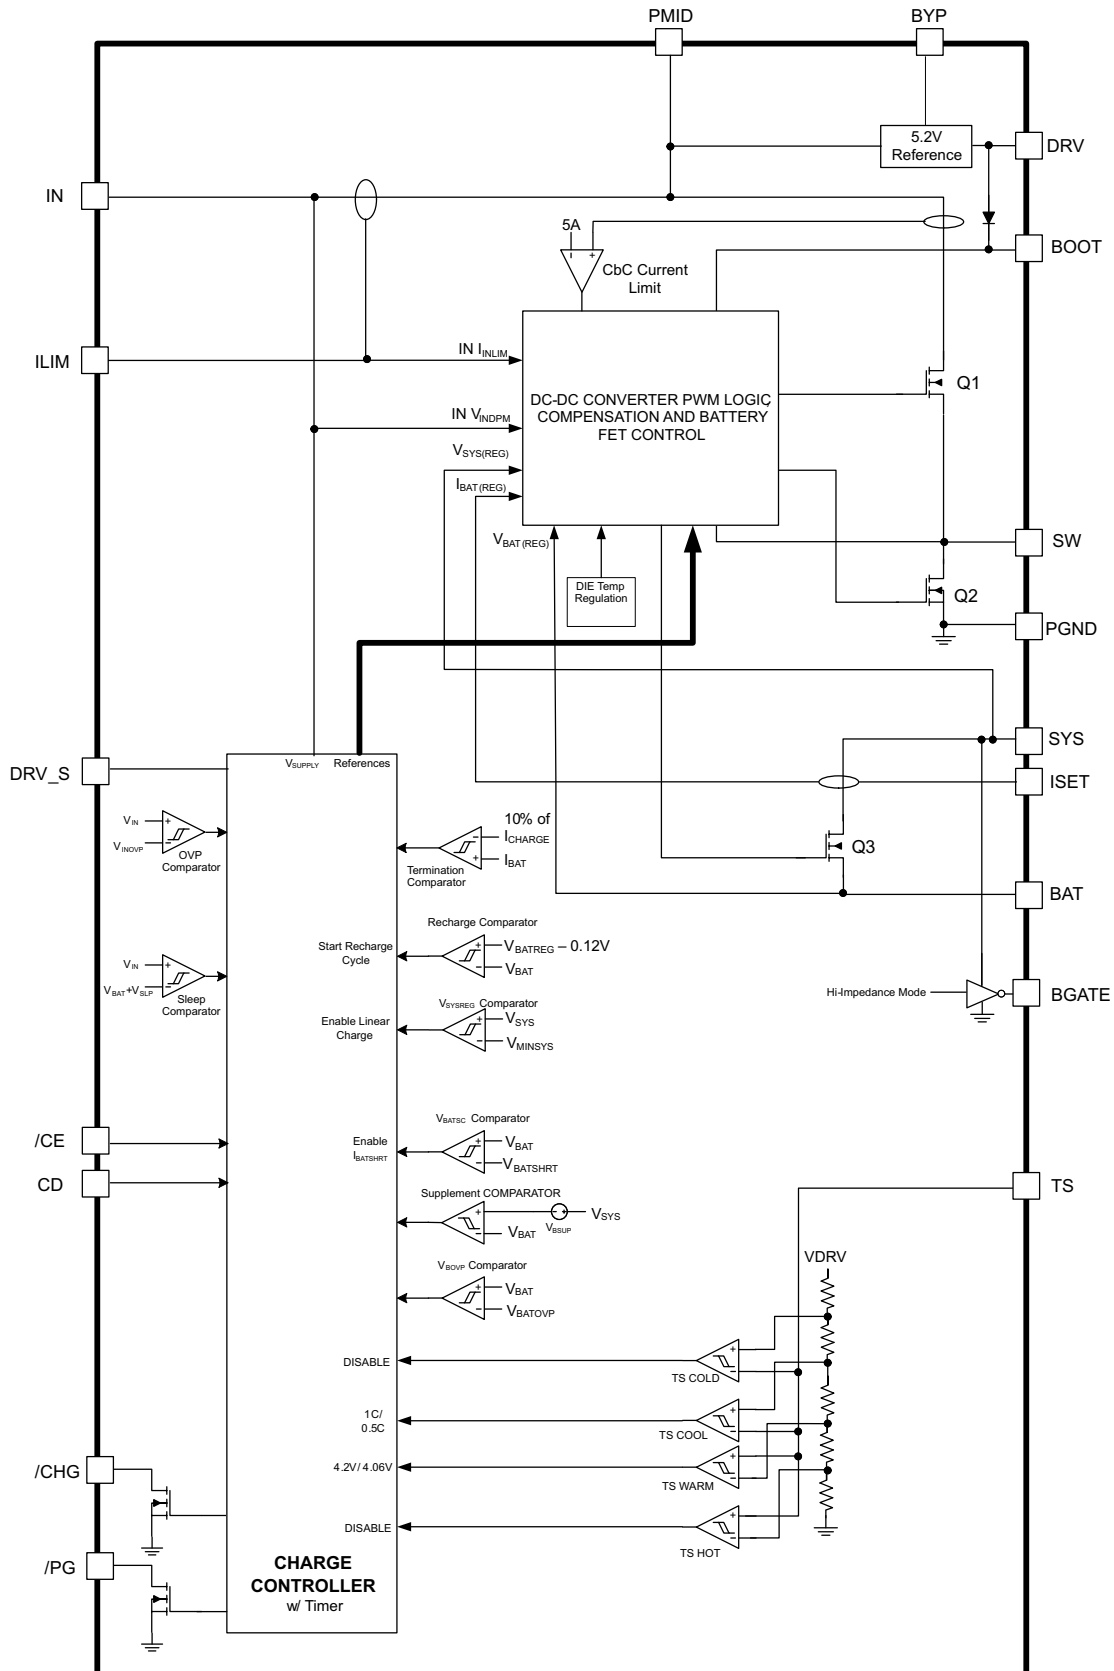 PMID
BYP
5.2V
Reference
DRV
IN
5A
-
+
CbC Current
Limit
BOOT
ILIM
IN I_INLIM
Q1
DC-DC CONVERTER PWM LOGIC,
COMPENSATION AND BATTERY
FET CONTROL
IN V_INDPM
V_SYS(REG)
I_BAT(REG)
V_BAT(REG)
SW
DIE Temp
Regulation
Q2
PGND
SYS
DRV_S
V_SUPPLY
References
ISET
V_IN
+
V_INOVP
-
OVP
Comparator
10% of
- I_CHARGE
+ I_BAT
Termination
Comparator
Q3
BAT
Recharge Comparator
Start Recharge
Cycle
+ V_BATREG – 0.12V
- V_BAT
V_IN
+
V_BAT+V_SLP
-
Sleep
Comparator
Hi-Impedance Mode
BGATE
V_SYSREG Comparator
Enable Linear
Charge
+ V_SYS
- V_MINSYS
/CE
V_BATSC Comparator
Enable
I_BATSHRT
+ V_BAT
- V_BATSHRT
CD
TS
Supplement COMPARATOR
+
- +
V_SYS
V_BSUP
- V_BAT
V_BOVP Comparator
+ V_BAT
- V_BATOVP
VDRV
DISABLE
+
-
TS COLD
1C/
0.5C
+
-
TS COOL
4.2V/ 4.06V
+
-
TS WARM
/CHG
DISABLE
+
-
TS HOT
/PG
CHARGE
CONTROLLER
w/ Timer